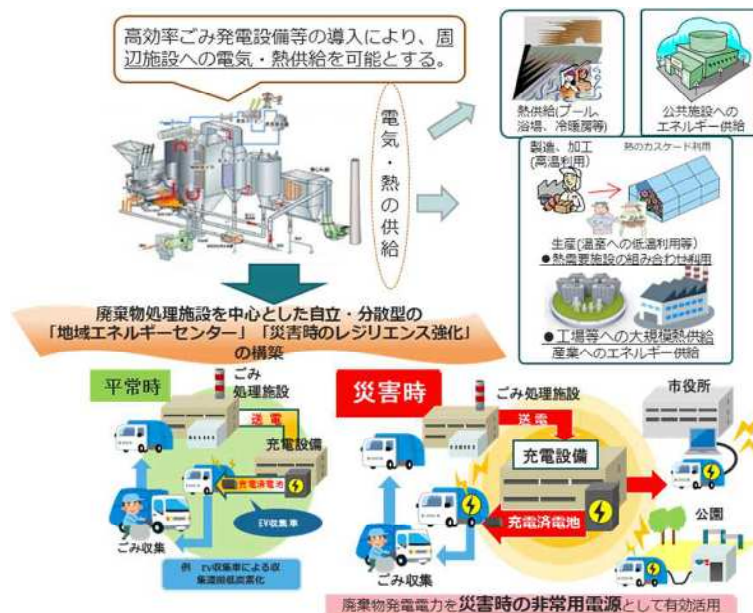 高効率ごみ発電設備等の導入により、周
辺施設への電気・熱供給を可能とする。
電気・熱の供給
熱供給(プール、
浴場、冷暖房等)
公共施設への
エネルギー供給
製造、加工
(高温利用)
熱のカスケード利用
生産(温室への低温利用等)
●熱需要施設の組み合わせ利用
●工場等への大規模熱供給
産業へのエネルギー供給
廃棄物処理施設を中心とした自立・分散型の
「地域エネルギーセンター」「災害時のレジリエンス強化」
の構築
平常時
ごみ
処理施設
送電
充電設備
充電済電池
EV収集車
ごみ収集
例 EV収集車による収
集運搬低炭素化
災害時
ごみ処理施設
送電
充電設備
充電済電池
ごみ収集
市役所
公園
廃棄物発電電力を災害時の非常用電源として有効活用